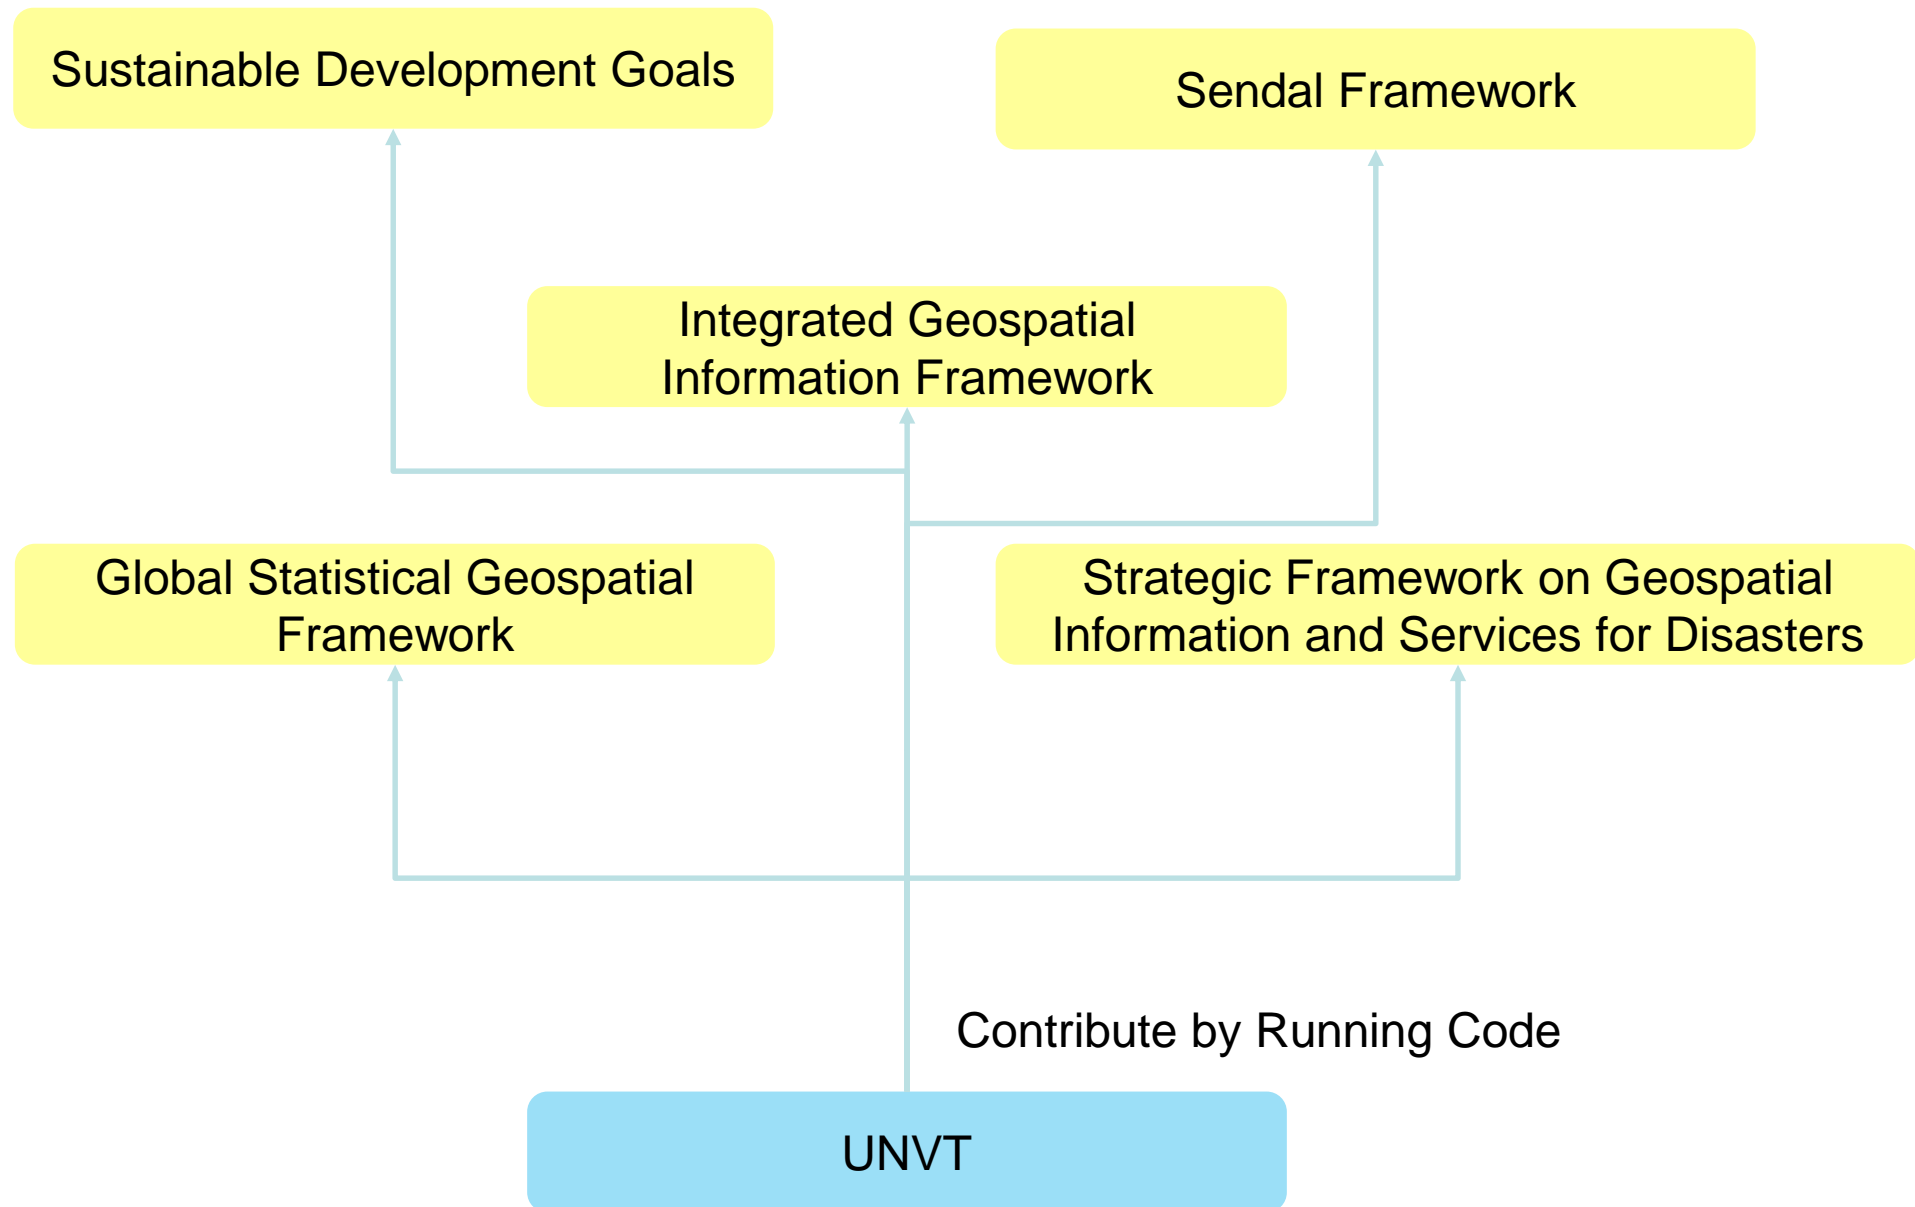 Sustainable Development Goals
Sendal Framework
Integrated Geospatial
Information Framework
Global Statistical Geospatial
Framework
Strategic Framework on Geospatial
Information and Services for Disasters
Contribute by Running Code
UNVT